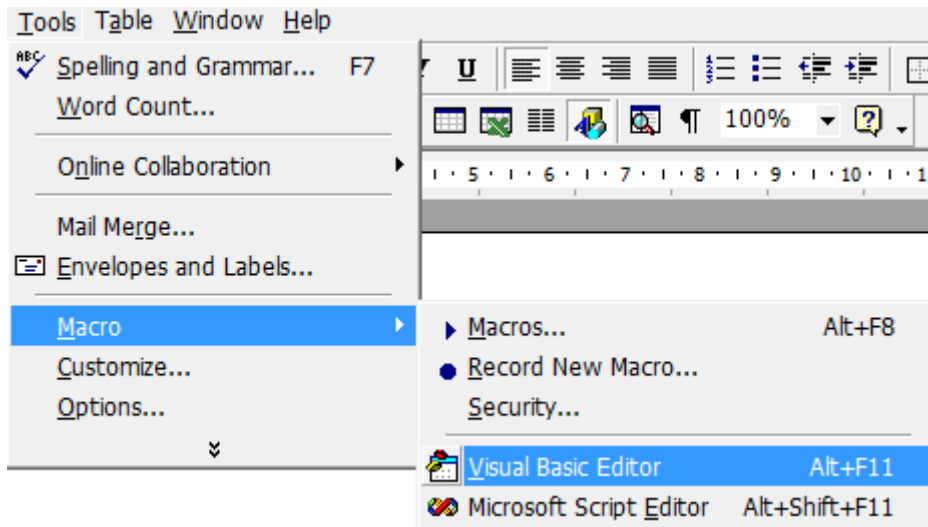 Tools Table Window Help
ABC Spelling and Grammar... F7
Word Count...
Online Collaboration
Mail Merge...
Envelopes and Labels...
Macro
Customize...
Options...
U
100%
5 6 7 8 9 10 1
Macros... Alt+F8
Record New Macro...
Security...
Visual Basic Editor Alt+F11
Microsoft Script Editor Alt+Shift+F11